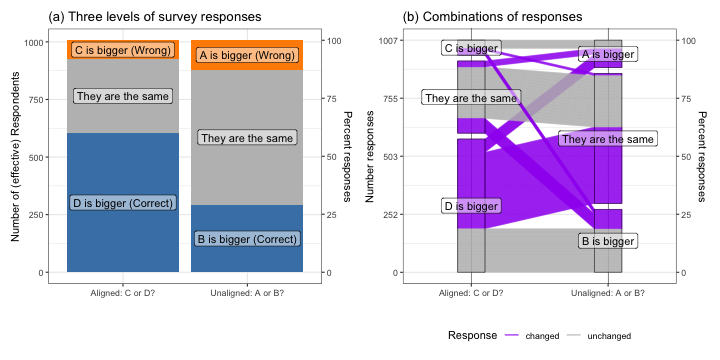 (a) Three levels of survey responses
Number of (effective) Respondents
1000
750
500
250
0
C is bigger (Wrong)
A is bigger (Wrong)
They are the same
They are the same
D is bigger (Correct)
B is bigger (Correct)
100
75
50
25
0
Percent responses
Aligned: C or D?
Unaligned: A or B?
(b) Combinations of responses
Number responses
1007
755
503
252
0
C is bigger
A is bigger
They are the same
They are the same
D is bigger
B is bigger
100
75
50
25
0
Percent responses
Aligned: C or D?
Unaligned: A or B?
Response
changed
unchanged